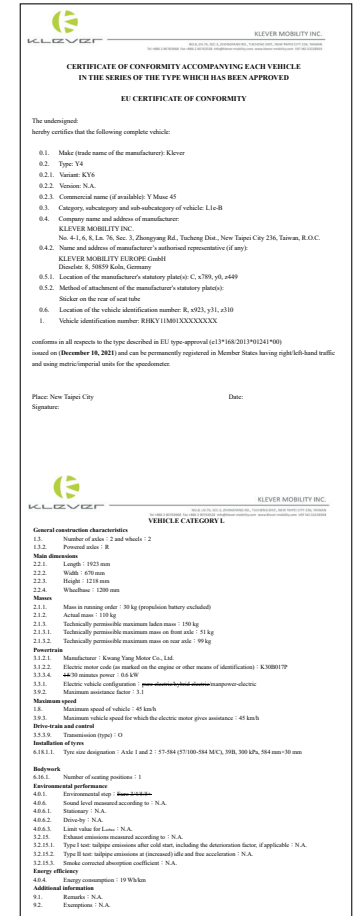 KLEVER
KLEVER MOBILITY INC.
CERTIFICATE OF CONFORMITY ACCOMPANYING EACH VEHICLE
IN THE SERIES OF THE TYPE WHICH HAS BEEN APPROVED
EU CERTIFICATE OF CONFORMITY
The undersigned:
hereby certifies that the following complete vehicle:
0.1. Make (trade name of the manufacturer): Klever
0.2. Type: Y4
0.2.1. Variant: KY6
0.2.2. Version: N.A.
0.2.3. Commercial name (if available): Y Muse 45
0.3. Category, subcategory and sub-subcategory of vehicle: L1e-B
0.4. Company name and address of manufacturer:
KLEVER MOBILITY INC.
No. 4-1, 6, 8, Ln. 76, Sec. 3, Zhongyang Rd., Tucheng Dist., New Taipei City 236, Taiwan, R.O.C.
0.4.2. Name and address of manufacturer's authorised representative (if any):
KLEVER MOBILITY EUROPE GmbH
Dieselstr. 8, 50859 Koln, Germany
0.5.1. Location of the manufacturer's statutory plate(s): C, x789, y0, z449
0.5.2. Method of attachment of the manufacturer's statutory plate(s):
Sticker on the rear of seat tube
0.6. Location of the vehicle identification number: R, x923, y31, z310
1. Vehicle identification number: RHKY11M01XXXXXXXX
conforms in all respects to the type described in EU type-approval (e13*168/2013*01241*00)
issued on (December 10, 2021) and can be permanently registered in Member States having right/left-hand traffic
and using metric/imperial units for the speedometer.
Place: New Taipei City Date:
Signature:
KLEVER
KLEVER MOBILITY INC.
VEHICLE CATEGORY L
General construction characteristics
1.3. Number of axles : 2 and wheels : 2
1.3.2. Powered axles : R
Main dimensions
2.2.1. Length : 1923 mm
2.2.2. Width : 670 mm
2.2.3. Height : 1218 mm
2.2.4. Wheelbase : 1200 mm
Masses
2.1.1. Mass in running order : 30 kg (propulsion battery excluded)
2.1.2. Actual mass : 110 kg
2.1.3. Technically permissible maximum laden mass : 150 kg
2.1.3.1. Technically permissible maximum mass on front axle : 51 kg
2.1.3.2. Technically permissible maximum mass on rear axle : 99 kg
Powertrain
3.1.2.1. Manufacturer : Kwang Yang Motor Co., Ltd.
3.1.2.2. Electric motor code (as marked on the engine or other means of identification) : K30B017P
3.3.3.4. 15/30 minutes power : 0.6 kW
3.3.1. Electric vehicle configuration : pure electric/hybrid electric/manpower-electric
3.9.2. Maximum assistance factor : 3.1
Maximum speed
1.8. Maximum speed of vehicle : 45 km/h
3.9.3. Maximum vehicle speed for which the electric motor gives assistance : 45 km/h
Drive-train and control
3.5.3.9. Transmission (type) : O
Installation of tyres
6.18.1.1. Tyre size designation : Axle 1 and 2 : 57-584 (57/100-584 M/C), 39B, 300 kPa, 584 mm×30 mm
Bodywork
6.16.1. Number of seating positions : 1
Environmental performance
4.0.1. Environmental step :
4.0.6. Sound level measured according to : N.A.
4.0.6.1. Stationary : N.A.
4.0.6.2. Drive-by : N.A.
4.0.6.3. Limit value for : N.A.
3.2.15. Exhaust emissions measured according to : N.A.
3.2.15.1. Type I test: tailpipe emissions after cold start, including the deterioration factor, if applicable : N.A.
3.2.15.2. Type II test: tailpipe emissions at (increased) idle and free acceleration : N.A.
3.2.15.3. Smoke corrected absorption coefficient : N.A.
Energy efficiency
4.0.4. Energy consumption : 19 Wh/km
Additional information
9.1. Remarks : N.A.
9.2. Exemptions : N.A.